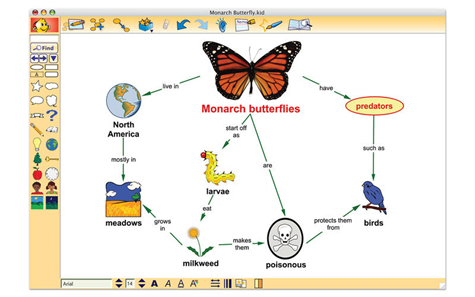 Monarch Butterfly.kid
Find
A
live in
have
Monarch butterflies
predators
North
America
start off
as
mostly in
such as
are
larvae
eat
meadows
grows
in
milkweed
makes
them
poisonous
protects them
from
birds
Arial
14
A A A A